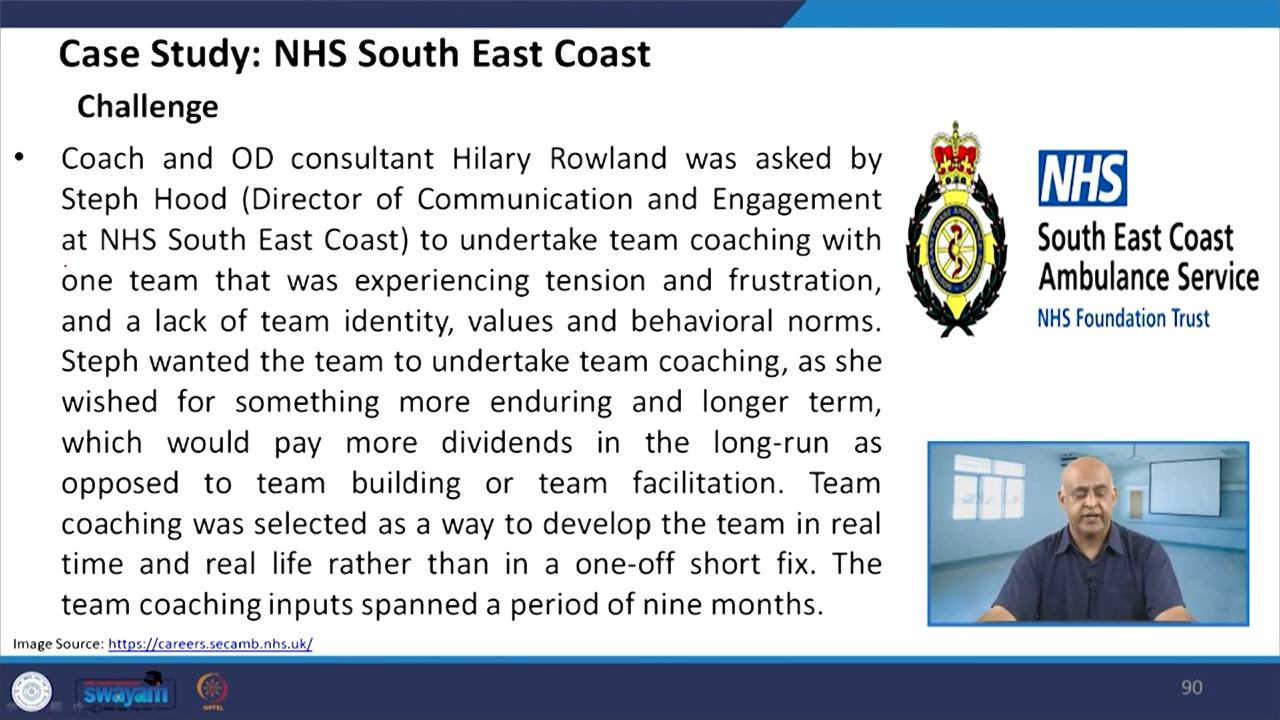 Case Study: NHS South East Coast
Challenge
• Coach and OD consultant Hilary Rowland was asked by
Steph Hood (Director of Communication and Engagement
at NHS South East Coast) to undertake team coaching with
one team that was experiencing tension and frustration,
and a lack of team identity, values and behavioral norms.
Steph wanted the team to undertake team coaching, as she
wished for something more enduring and longer term,
which would pay more dividends in the long-run as
opposed to team building or team facilitation. Team
coaching was selected as a way to develop the team in real
time and real life rather than in a one-off short fix. The
team coaching inputs spanned a period of nine months.
NHS
South East Coast
Ambulance Service
NHS Foundation Trust
Image Source: https://careers.secamb.nhs.uk/
swayam
NPTEL
90